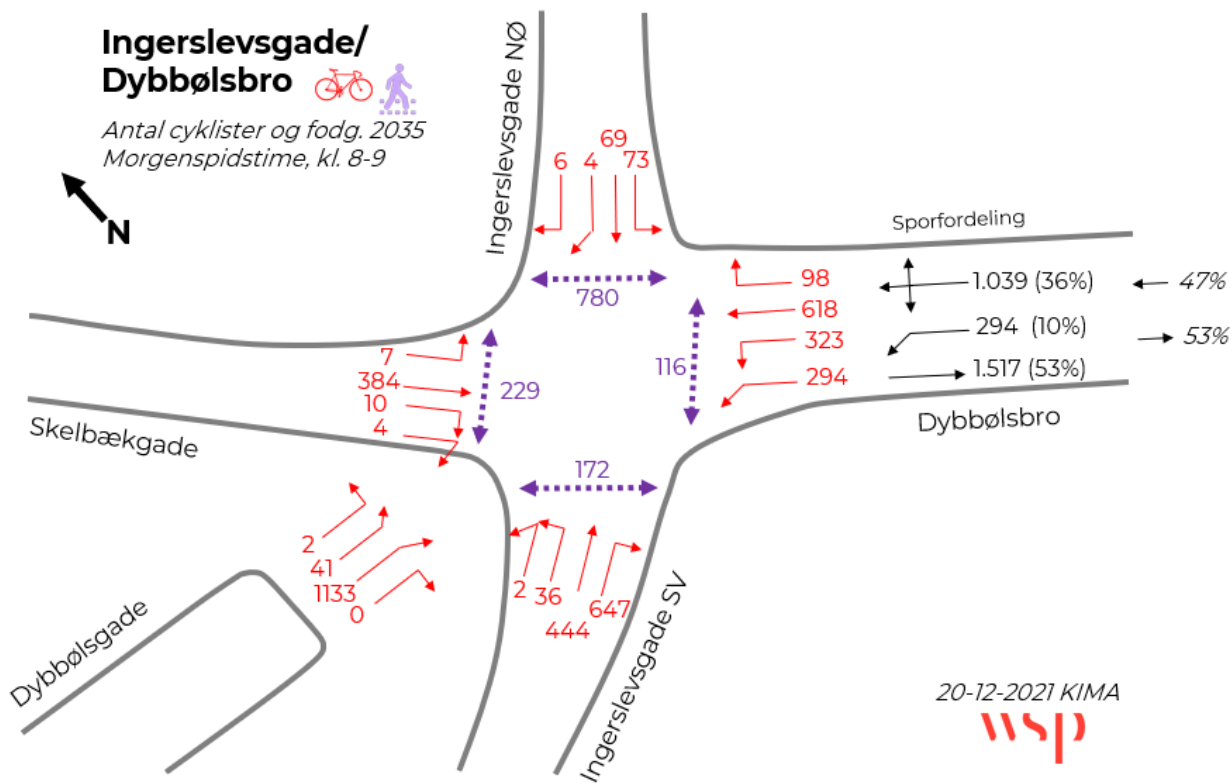 Ingerslevsgade/
Dybbølsbro
Antal cyklister og fodg. 2035
Morgenspidstime, kl. 8-9
N
Ingerslevsgade NØ
69
6 4 73
780
Sporfordeling
98
618
323
294
1.039 (36%)
294 (10%)
1.517 (53%)
47%
53%
Dybbølsbro
116
7
384
10
4
229
Skelbækgade
172
2
41
1133
0
2
36
444
647
Dybbølsgade
Ingerslevsgade SV
20-12-2021 KIMA
wsp